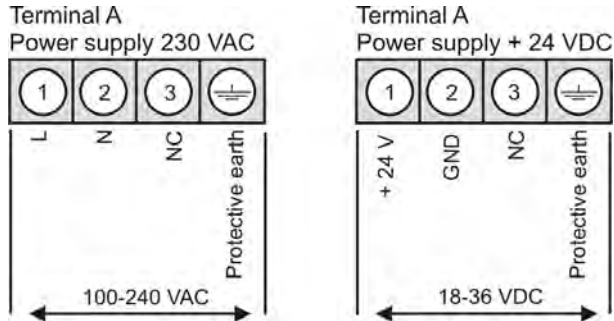 Terminal A
Power supply 230 VAC
1
2
3
L
N
NC
Protective earth
100-240 VAC
Terminal A
Power supply + 24 VDC
1
2
3
+ 24 V
GND
NC
Protective earth
18-36 VDC